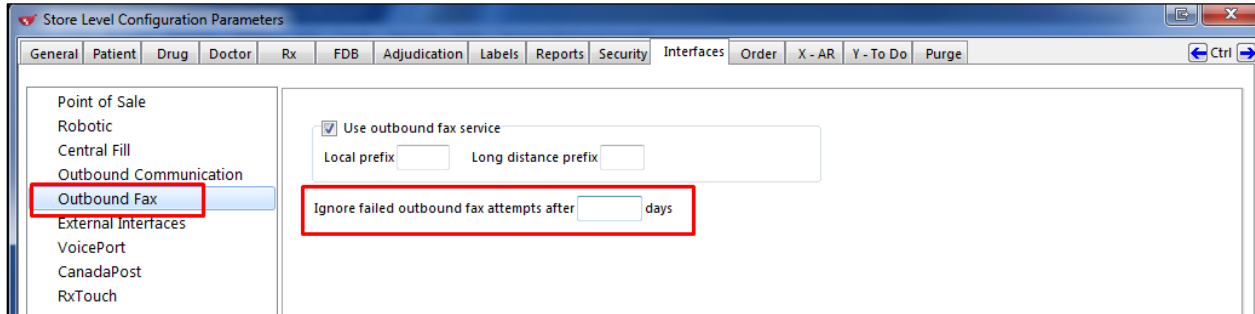 Store Level Configuration Parameters
General Patient Drug Doctor Rx FDB Adjudication Labels Reports Security Interfaces Order X - AR Y - To Do Purge Ctrl
Point of Sale
Robotic
Central Fill
Outbound Communication
Outbound Fax
External Interfaces
VoicePort
CanadaPost
RxTouch
Use outbound fax service
Local prefix Long distance prefix
Ignore failed outbound fax attempts after days